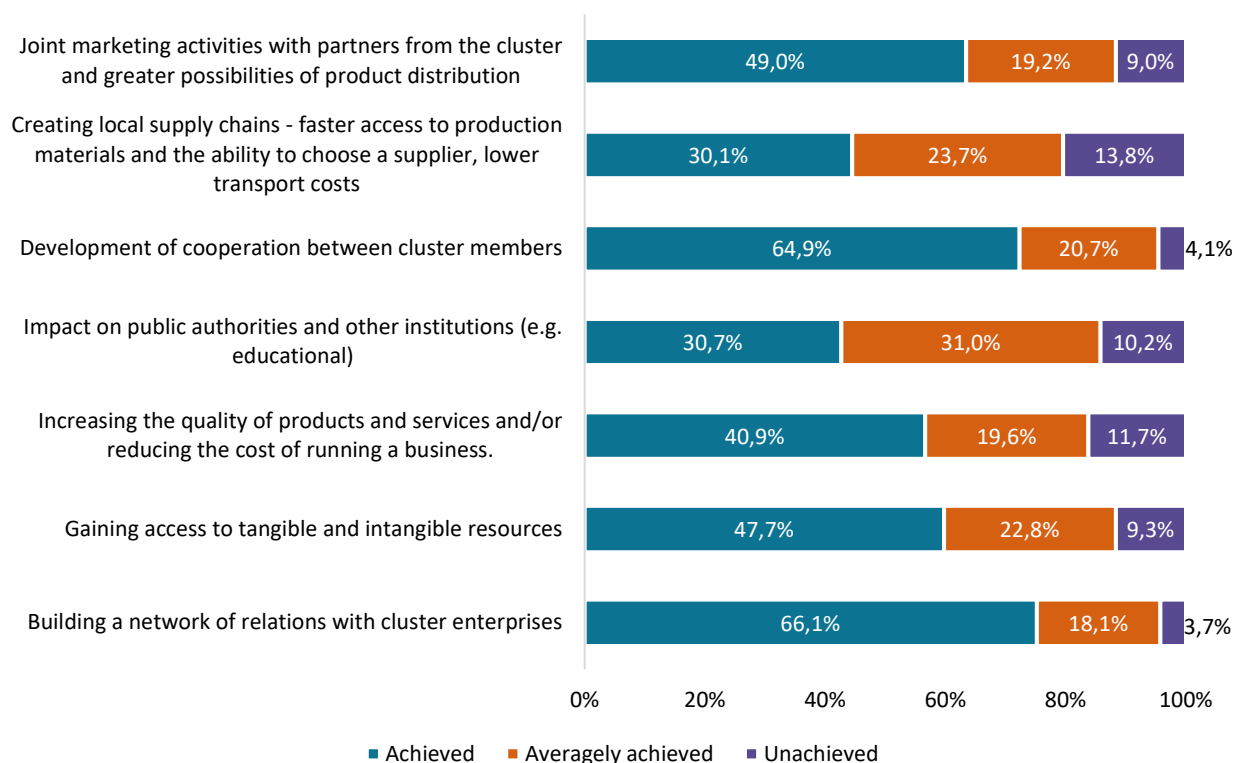 Joint marketing activities with partners from the cluster
and greater possibilities of product distribution
49,0%
19,2%
9,0%
Creating local supply chains - faster access to production
materials and the ability to choose a supplier, lower
transport costs
30,1%
23,7%
13,8%
Development of cooperation between cluster members
64,9%
20,7%
4,1%
Impact on public authorities and other institutions (e.g.
educational)
30,7%
31,0%
10,2%
Increasing the quality of products and services and/or
reducing the cost of running a business.
40,9%
19,6%
11,7%
Gaining access to tangible and intangible resources
47,7%
22,8%
9,3%
Building a network of relations with cluster enterprises
66,1%
18,1%
3,7%
0%
20%
40%
60%
80%
100%
Achieved
Averagely achieved
Unachieved